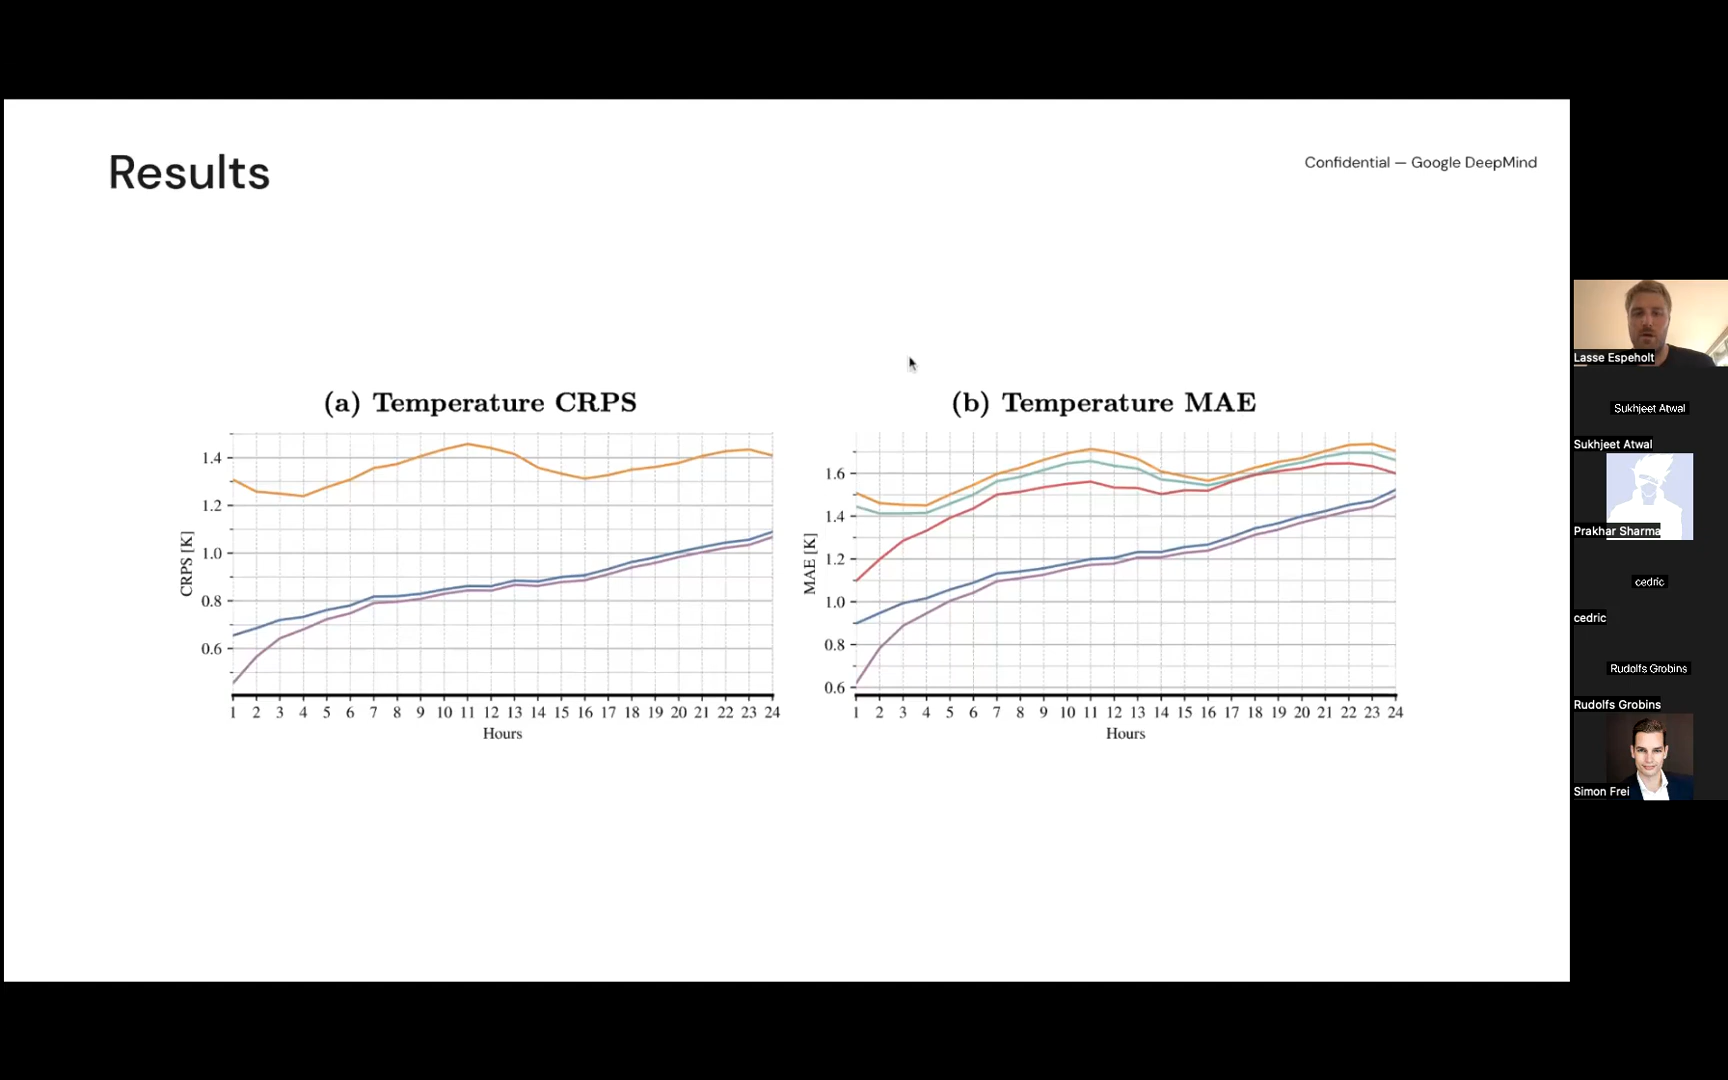 Results
Confidential — Google DeepMind
(a) Temperature CRPS
1.4
1.2
1.0
0.8
0.6
CRPS [K]
1 2 3 4 5 6 7 8 9 10 11 12 13 14 15 16 17 18 19 20 21 22 23 24
Hours
(b) Temperature MAE
1.6
1.4
1.2
1.0
0.8
0.6
MAE [K]
1 2 3 4 5 6 7 8 9 10 11 12 13 14 15 16 17 18 19 20 21 22 23 24
Hours
Lasse Espeholt
Sukhjeet Atwal
Sukhjeet Atwal
Prakhar Sharma
cedric
cedric
Rudolfs Grobins
Rudolfs Grobins
Simon Frei